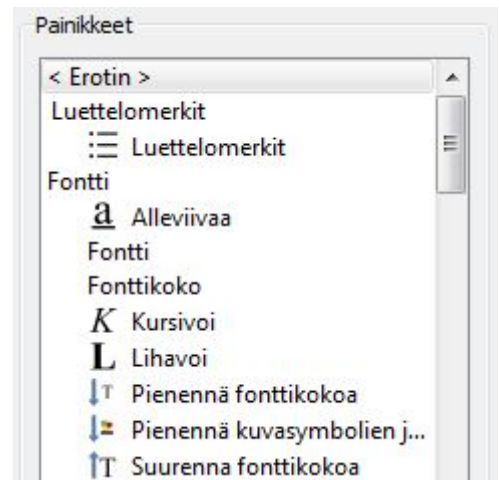 Painikkeet
< Erotin >
Luettelomerkit
Luettelomerkit
Fontti
a Alleviivaa
Fontti
Fonttikoko
K Kursivoi
L Lihavoi
T Pienennä fonttikokoa
Pienennä kuvasymbolien j...
T Suurenna fonttikokoa